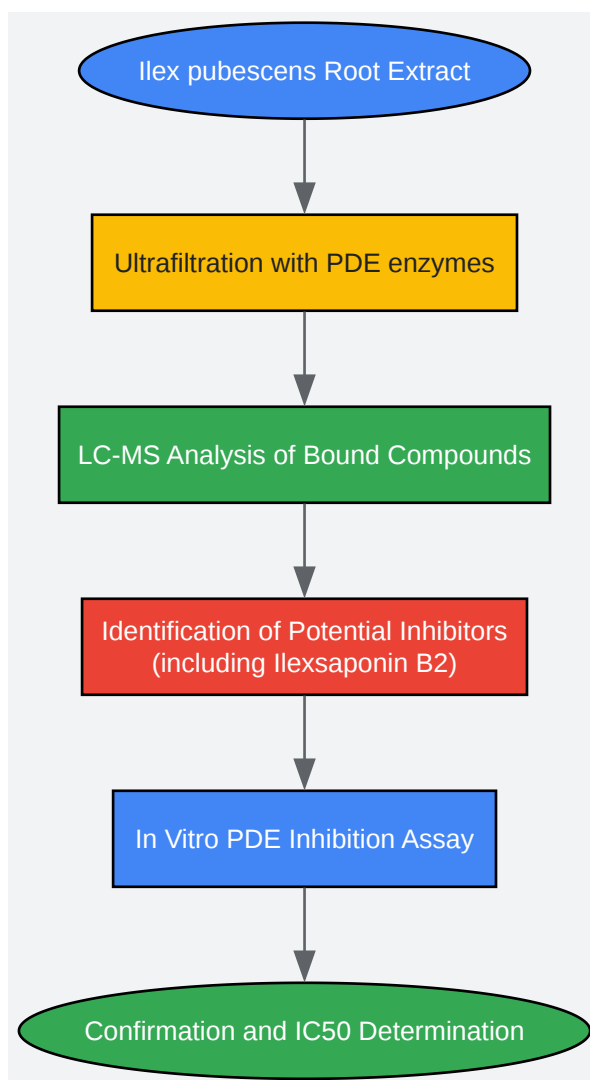 Ilex pubescens Root Extract
Ultrafiltration with PDE enzymes
LC-MS Analysis of Bound Compounds
Identification of Potential Inhibitors
(including Ilexsaponin B2)
In Vitro PDE Inhibition Assay
Confirmation and IC50 Determination